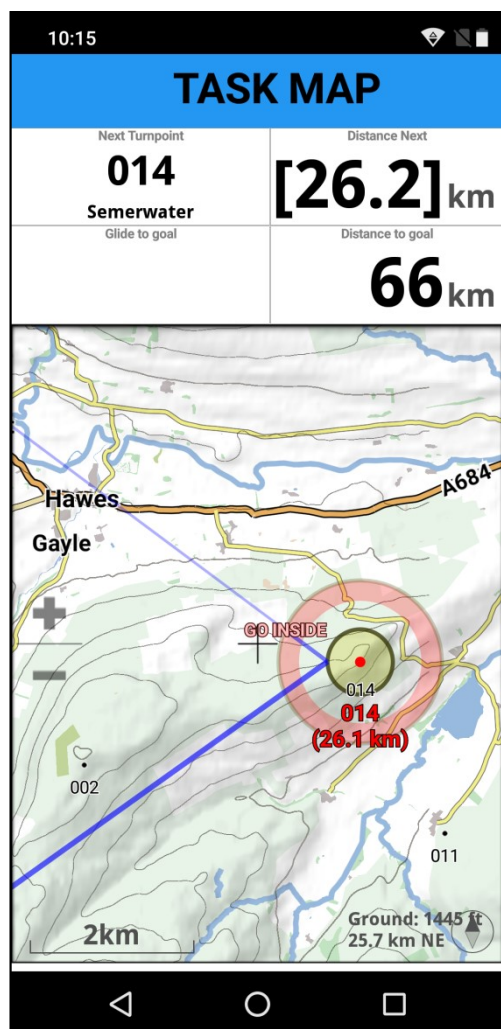 10:15
TASK MAP
Next Turnpoint
014
Semerwater
Distance Next
[26.2] km
Glide to goal
Distance to goal
66 km
A684
Hawes
Gayle
GO INSIDE
014
014
(26.1 km)
002
011
2km
Ground: 1445 ft
25.7 km NE